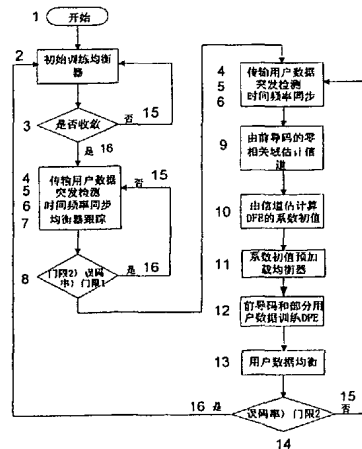 1
开始
2
初始训练均衡
器
3
是否收敛
否
15
是 16
4
5
6
7
传输用户数据
突发检测
时间频率同步
均衡器跟踪
否
15
8
门限2〉误码
率〉门限1
是
16
4
5
6
传输用户数据
突发检测
时间频率同步
9
由前导码的零
相关域估计信
道
10
由信道估计算
DFE的系数初值
11
系数初值预加
载均衡器
12
前导码和部分用
户数据训练DFE
13
用户数据均衡
16 是
误码率〉门限2
15
否
14